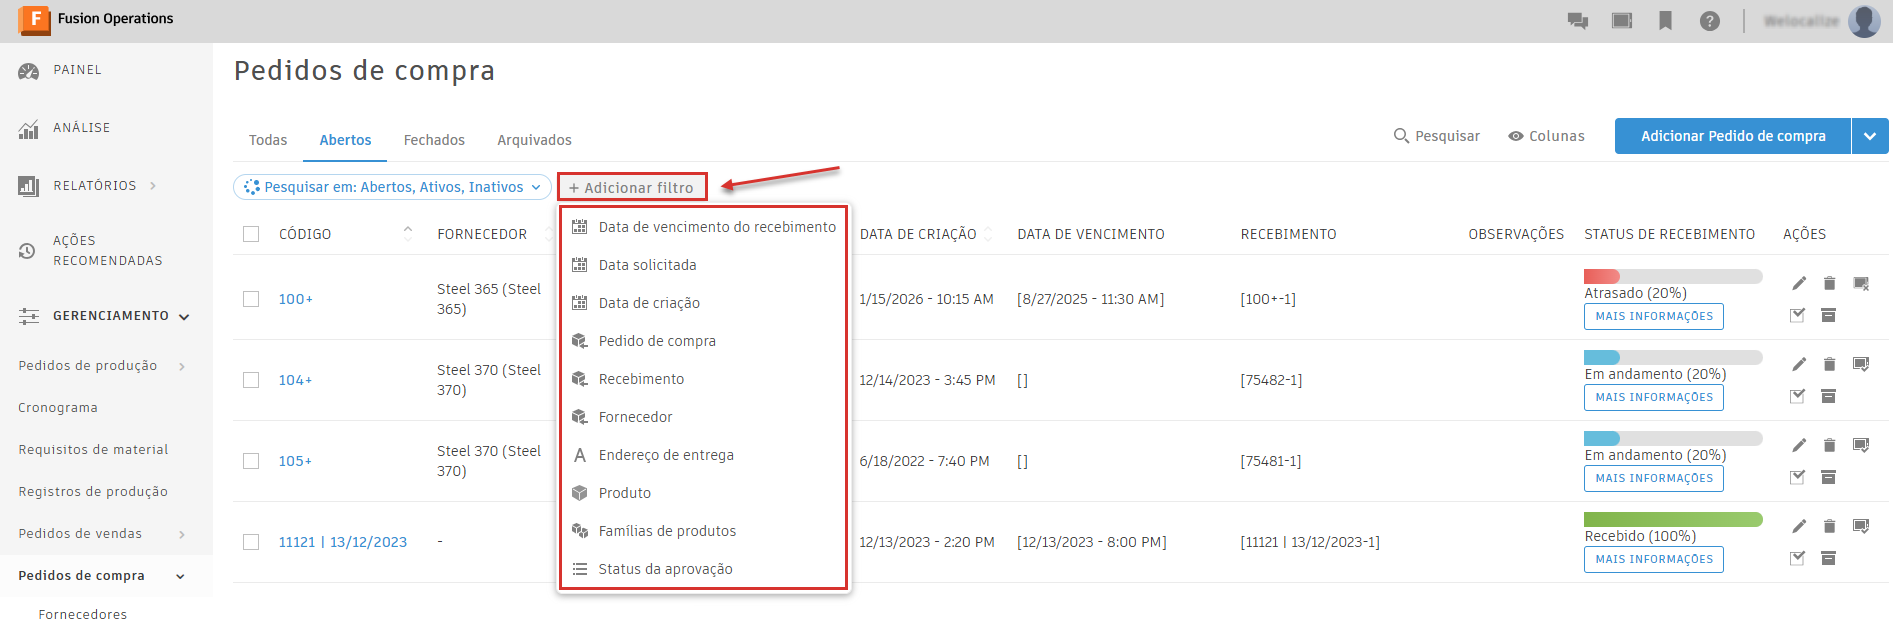 F Fusion Operations
Welocalize
PAINEL
ANÁLISE
RELATÓRIOS
AÇÕES
RECOMENDADAS
GERENCIAMENTO
Pedidos de produção
Cronograma
Requisitos de material
Registros de produção
Pedidos de vendas
Pedidos de compra
Fornecedores
Pedidos de compra
Todas Abertos Fechados Arquivados
Pesquisar Colunas Adicionar Pedido de compra
Pesquisar em: Abertos, Ativos, Inativos + Adicionar filtro
Data de vencimento do recebimento
Data solicitada
Data de criação
Pedido de compra
Recebimento
Fornecedor
A Endereço de entrega
Produto
Famílias de produtos
Status da aprovação
CÓDIGO FORNECEDOR DATA DE CRIAÇÃO DATA DE VENCIMENTO RECEBIMENTO OBSERVAÇÕES STATUS DE RECEBIMENTO AÇÕES
100+ Steel 365 (Steel
365) 1/15/2026 - 10:15 AM [8/27/2025 - 11:30 AM] [100+-1] Atrasado (20%)
MAIS INFORMAÇÕES
104+ Steel 370 (Steel
370) 12/14/2023 - 3:45 PM [] [75482-1] Em andamento (20%)
MAIS INFORMAÇÕES
105+ Steel 370 (Steel
370) 6/18/2022 - 7:40 PM [] [75481-1] Em andamento (20%)
MAIS INFORMAÇÕES
11121 | 13/12/2023 - 12/13/2023 - 2:20 PM [12/13/2023 - 8:00 PM] [11121 | 13/12/2023-1] Recebido (100%)
MAIS INFORMAÇÕES